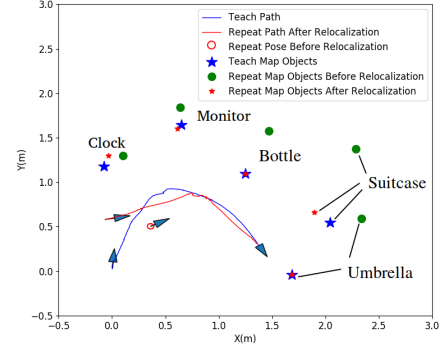 3.0
2.5
2.0
1.5
1.0
0.5
0.0
−0.5
Y(m)
Teach Path
Repeat Path After Relocalization
Repeat Pose Before Relocalization
Teach Map Objects
Repeat Map Objects Before Relocalization
Repeat Map Objects After Relocalization
Monitor
Clock
Bottle
Suitcase
Umbrella
−0.5 0.0 0.5 1.0 1.5 2.0 2.5 3.0
X(m)